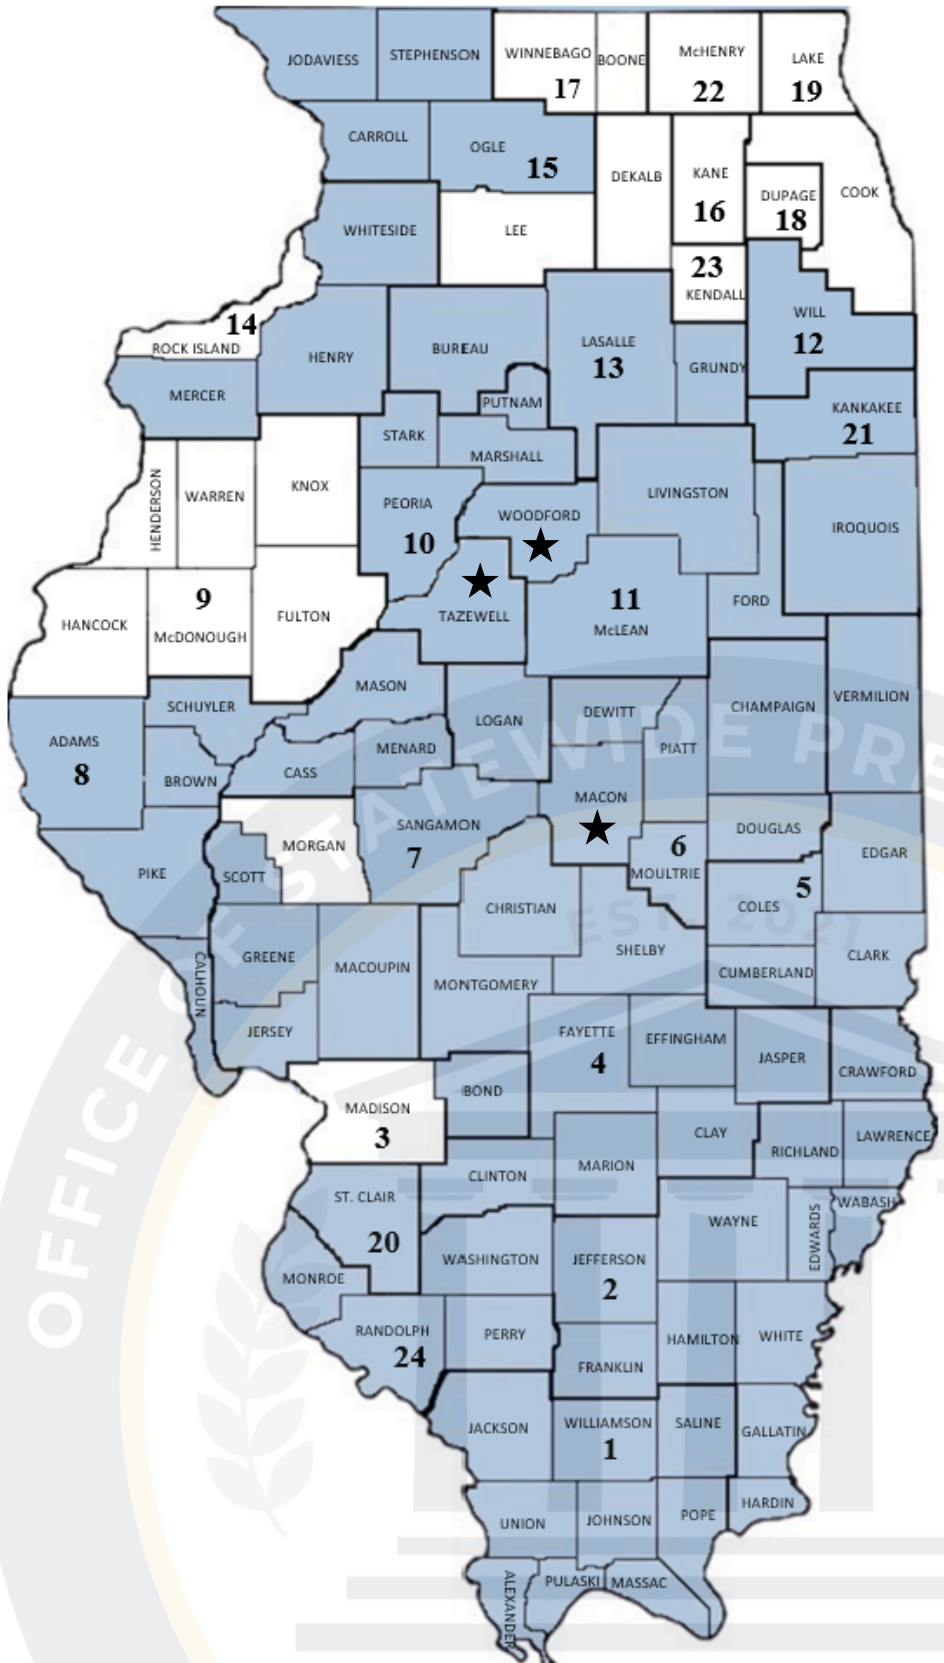 JODAVIESS
STEPHENSON
WINNEBAGO
17
BOONE
McHENRY
22
LAKE
19
CARROLL
OGLE
15
DEKALB
KANE
16
DUPAGE
18
COOK
WHITESIDE
LEE
23
KENDALL
14
ROCK ISLAND
HENRY
BUREAU
LASALLE
13
GRUNDY
WILL
12
MERCER
PUTNAM
KANKAKEE
21
STARK
MARSHALL
HENDERSON
WARREN
KNOX
PEORIA
10
WOODFORD
LIVINGSTON
IROQUOIS
HANCOCK
9
McDONOUGH
FULTON
TAZEWELL
11
McLEAN
FORD
SCHUYLER
MASON
LOGAN
DEWITT
PIATT
CHAMPAIGN
VERMILION
ADAMS
8
BROWN
CASS
MENARD
MACON
SANGAMON
7
DOUGLAS
EDGAR
PIKE
SCOTT
MORGAN
6
MOULTRIE
5
COLES
CHRISTIAN
SHELBY
CUMBERLAND
CLARK
CALHOUN
GREENE
MACOUPIN
MONTGOMERY
JERSEY
FAYETTE
4
EFFINGHAM
JASPER
CRAWFORD
BOND
MADISON
3
CLAY
RICHLAND
LAWRENCE
CLINTON
MARION
ST. CLAIR
20
WAYNE
EDWARDS
WABASH
MONROE
WASHINGTON
JEFFERSON
2
RANDOLPH
24
PERRY
FRANKLIN
HAMILTON
WHITE
JACKSON
WILLIAMSON
1
SALINE
GALLATIN
UNION
JOHNSON
POPE
HARDIN
ALEXANDER
PULASKI
MASSAC
OFFICE OF STATEWIDE PRE
EST. 2021